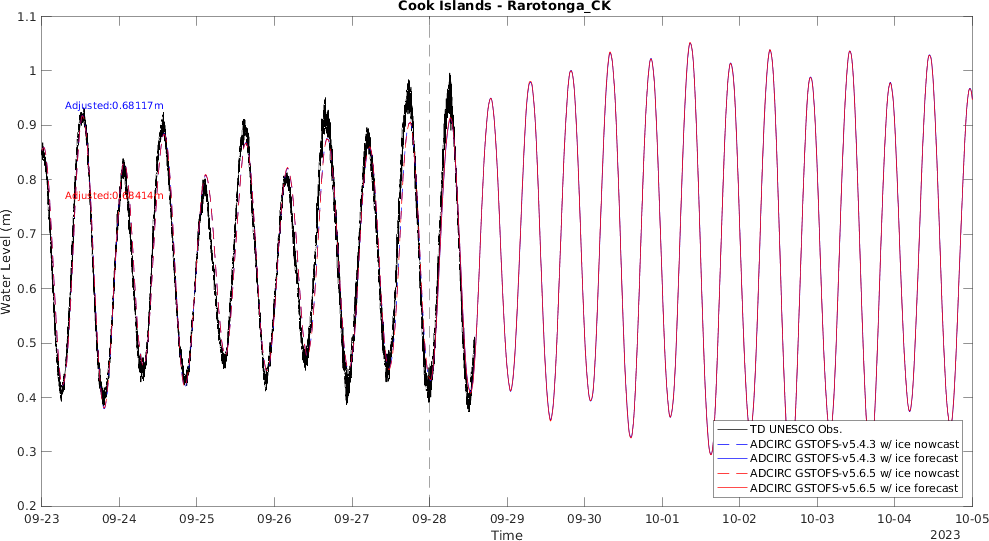 Cook Islands - Rarotonga_CK
1.1
1
0.9
0.8
0.7
0.6
0.5
0.4
0.3
0.2
Water Level (m)
Adjusted:0.68117m
Adjusted:0.68414m
TD UNESCO Obs.
ADCIRC GSTOFS-v5.4.3 w/ ice nowcast
ADCIRC GSTOFS-v5.4.3 w/ ice forecast
ADCIRC GSTOFS-v5.6.5 w/ ice nowcast
ADCIRC GSTOFS-v5.6.5 w/ ice forecast
09-23 09-24 09-25 09-26 09-27 09-28 09-29 09-30 10-01 10-02 10-03 10-04 10-05
Time
2023